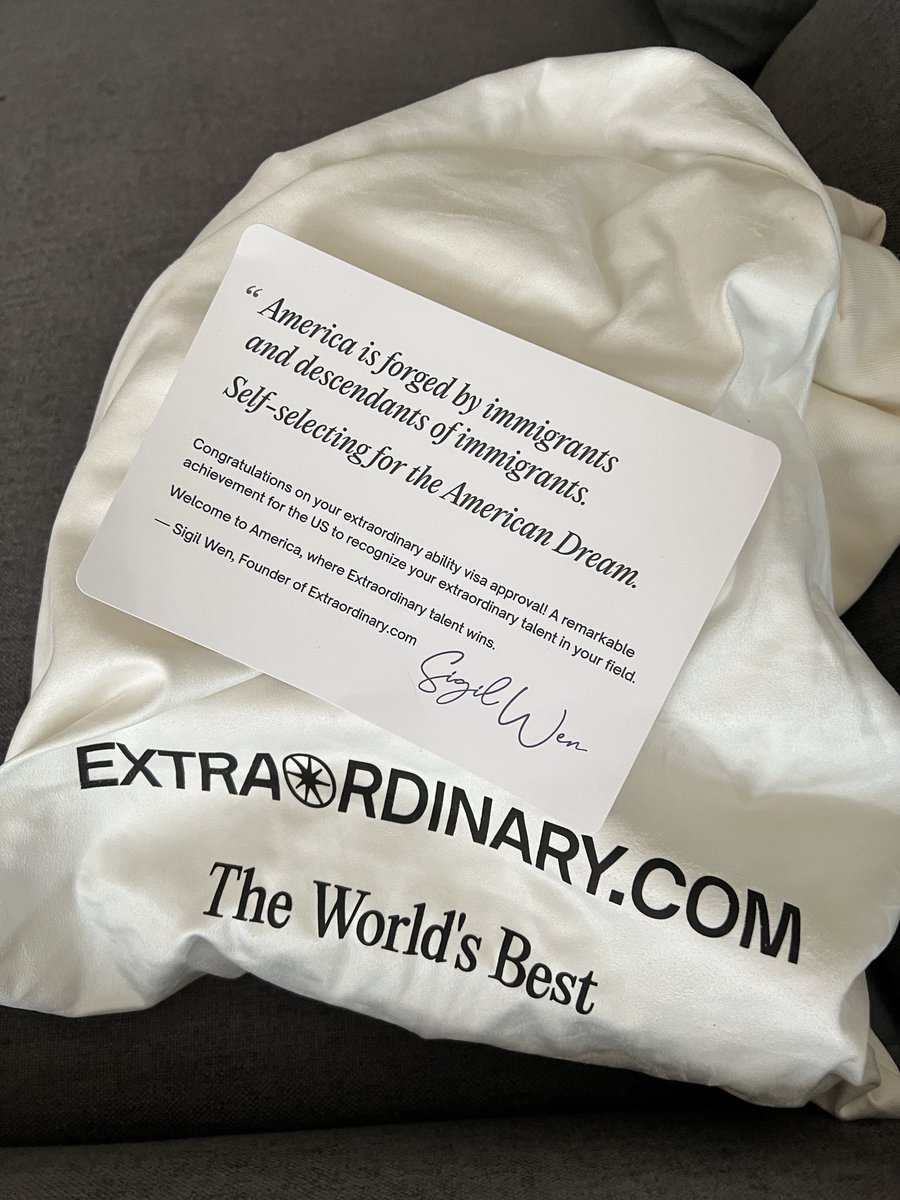 “ America is forged by immigrants
and descendants of immigrants.
Self-selecting for the American Dream.
Congratulations on your extraordinary ability visa approval! A remarkable
achievement for the US to recognize your extraordinary talent in your field.
Welcome to America, where Extraordinary talent wins.
— Sigil Wen, Founder of Extraordinary.com
Sigil Wen
EXTRAORDINARY.COM
The World's Best